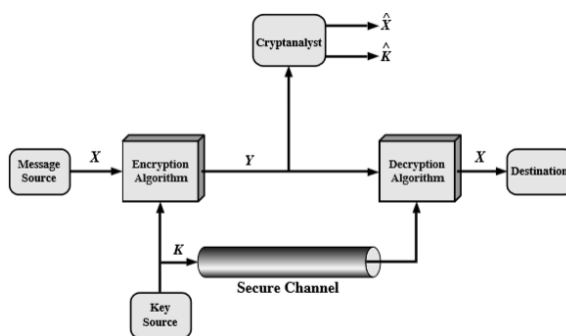 Cryptanalyst
X̂
K̂
Message
Source
X
Encryption
Algorithm
Y
Decryption
Algorithm
X
Destination
K
Secure Channel
Key
Source